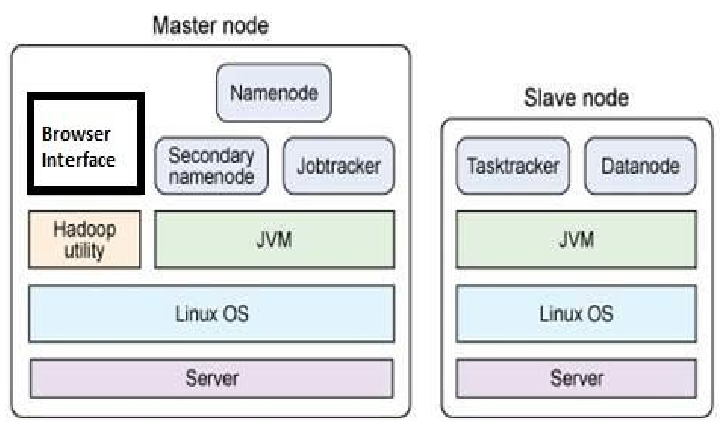 Master node
Namenode
Browser
Interface
Secondary
namenode
Jobtracker
Hadoop
utility
JVM
Linux OS
Server
Slave node
Tasktracker
Datanode
JVM
Linux OS
Server